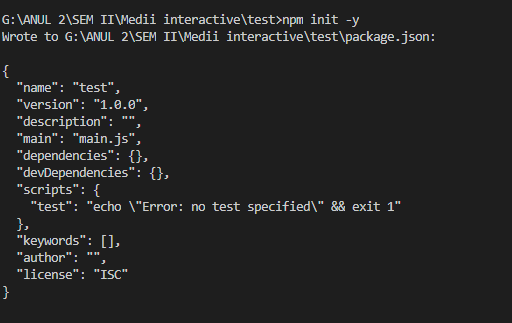 G:\ANUL 2\SEM II\Medii interactive\test>npm init -y
Wrote to G:\ANUL 2\SEM II\Medii interactive\test\package.json:
{
  "name": "test",
  "version": "1.0.0",
  "description": "",
  "main": "main.js",
  "dependencies": {},
  "devDependencies": {},
  "scripts": {
    "test": "echo \"Error: no test specified\" && exit 1"
  },
  "keywords": [],
  "author": "",
  "license": "ISC"
}